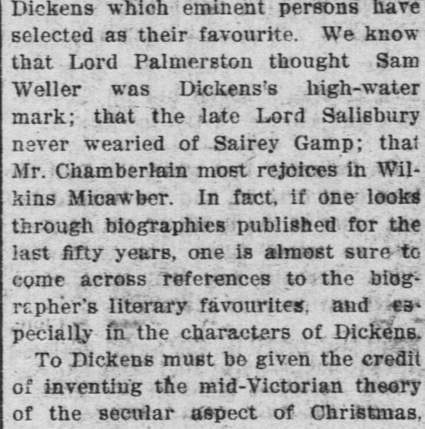 Dickens which eminent persons have
selected as their favourite. We know
that Lord Palmerston thought Sam
Weller was Dickens's high-water
mark; that the late Lord Salisbury
never wearied of Sairey Gamp; that
Mr. Chamberlain most rejoices in Wil-
kins Micawber. In fact, if one looks
through biographies published for the
last fifty years, one is almost sure to
come across references to the biog-
rapher's literary favourites, and es-
pecially in the characters of Dickens.
To Dickens must be given the credit
of inventing the mid-Victorian theory
of the secular aspect of Christmas,